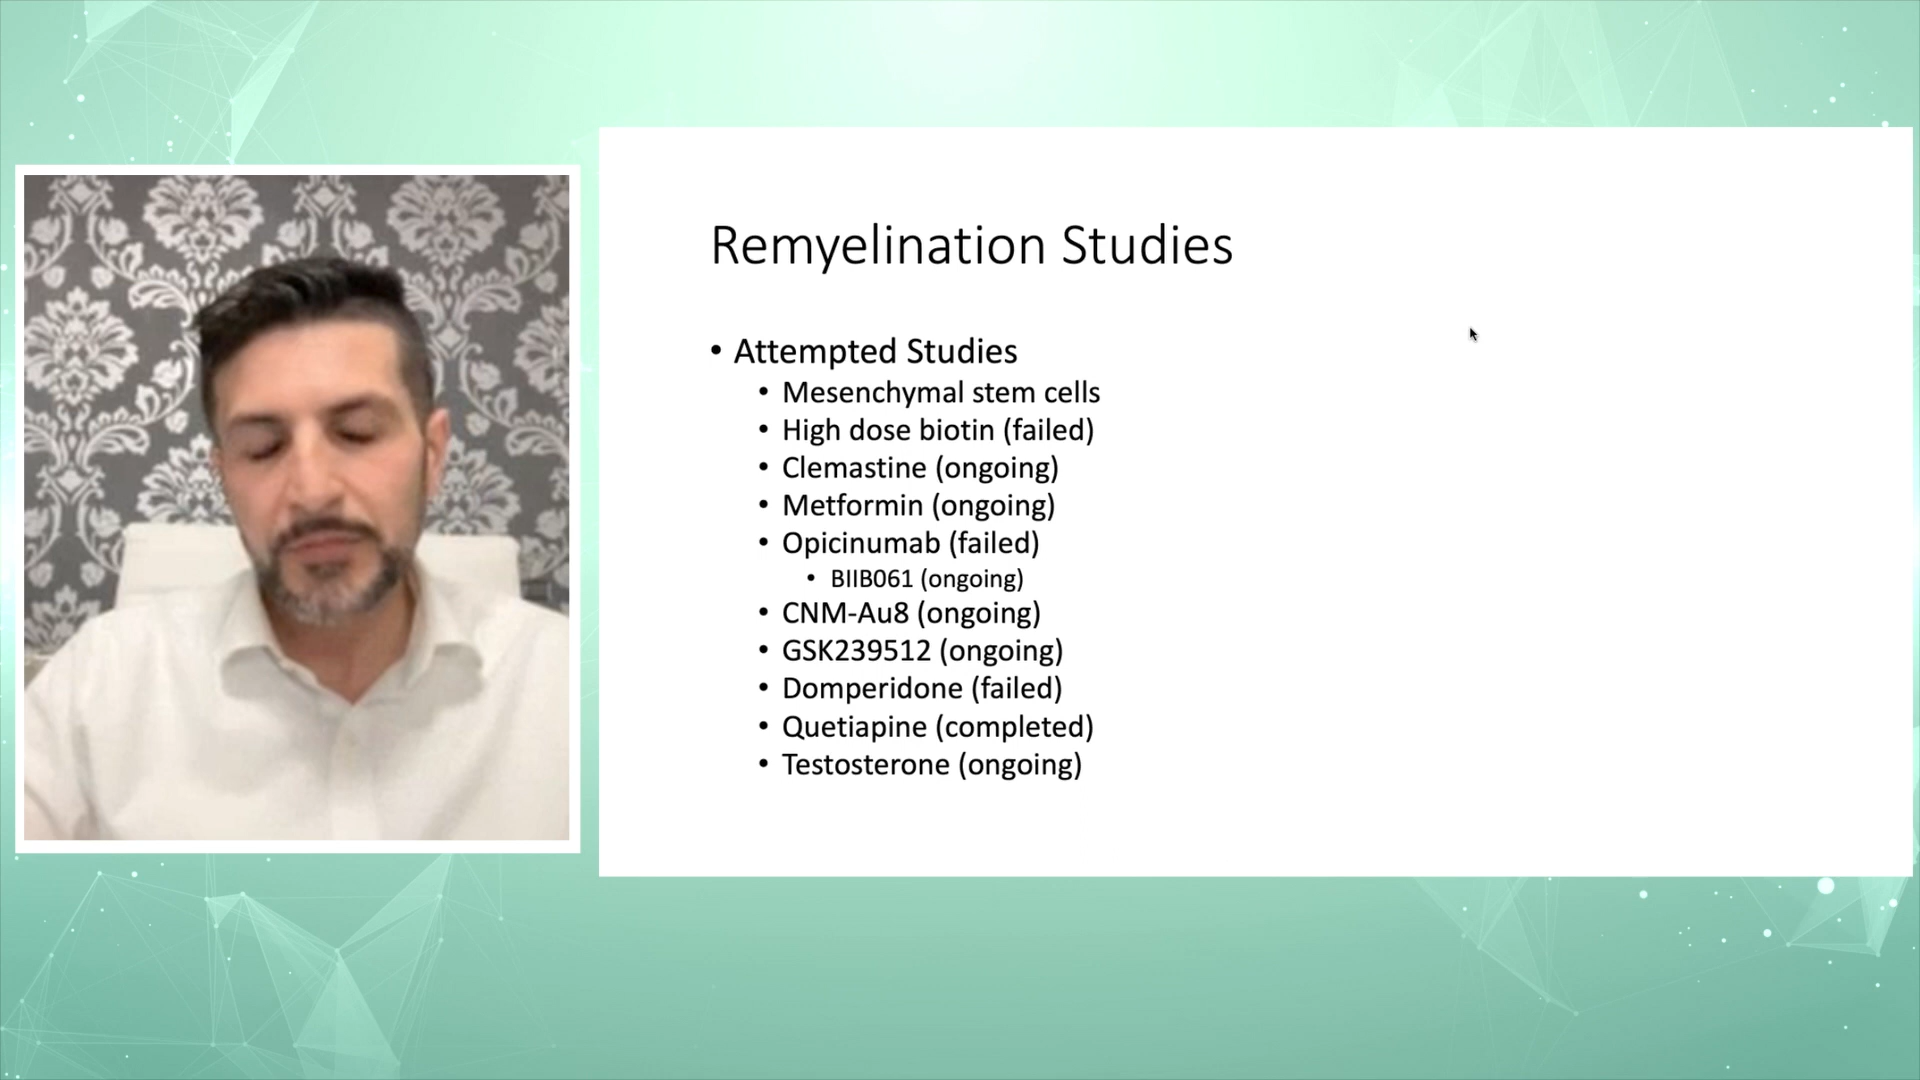 Remyelination Studies
• Attempted Studies
• Mesenchymal stem cells
• High dose biotin (failed)
• Clemastine (ongoing)
• Metformin (ongoing)
• Opicinumab (failed)
• BIIB061 (ongoing)
• CNM-Au8 (ongoing)
• GSK239512 (ongoing)
• Domperidone (failed)
• Quetiapine (completed)
• Testosterone (ongoing)